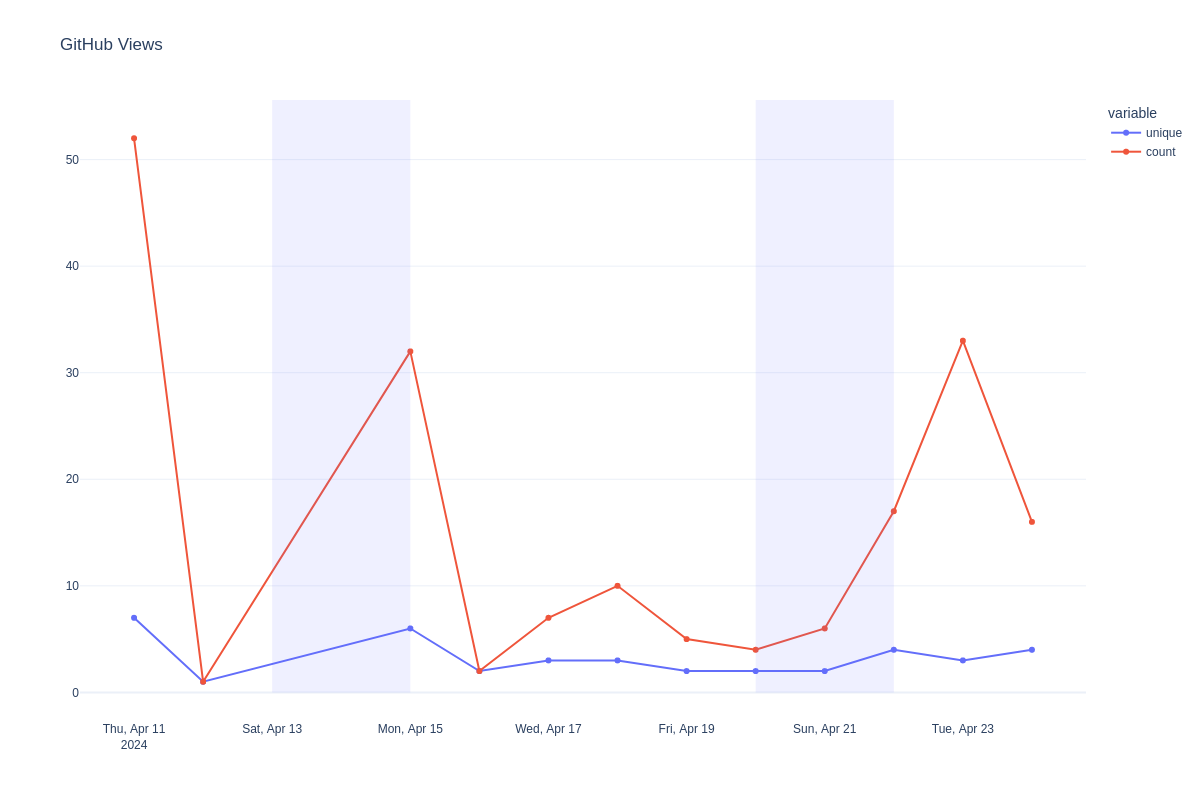 GitHub Views
variable
unique
count
50
40
30
20
10
0
Thu, Apr 11
2024
Sat, Apr 13
Mon, Apr 15
Wed, Apr 17
Fri, Apr 19
Sun, Apr 21
Tue, Apr 23